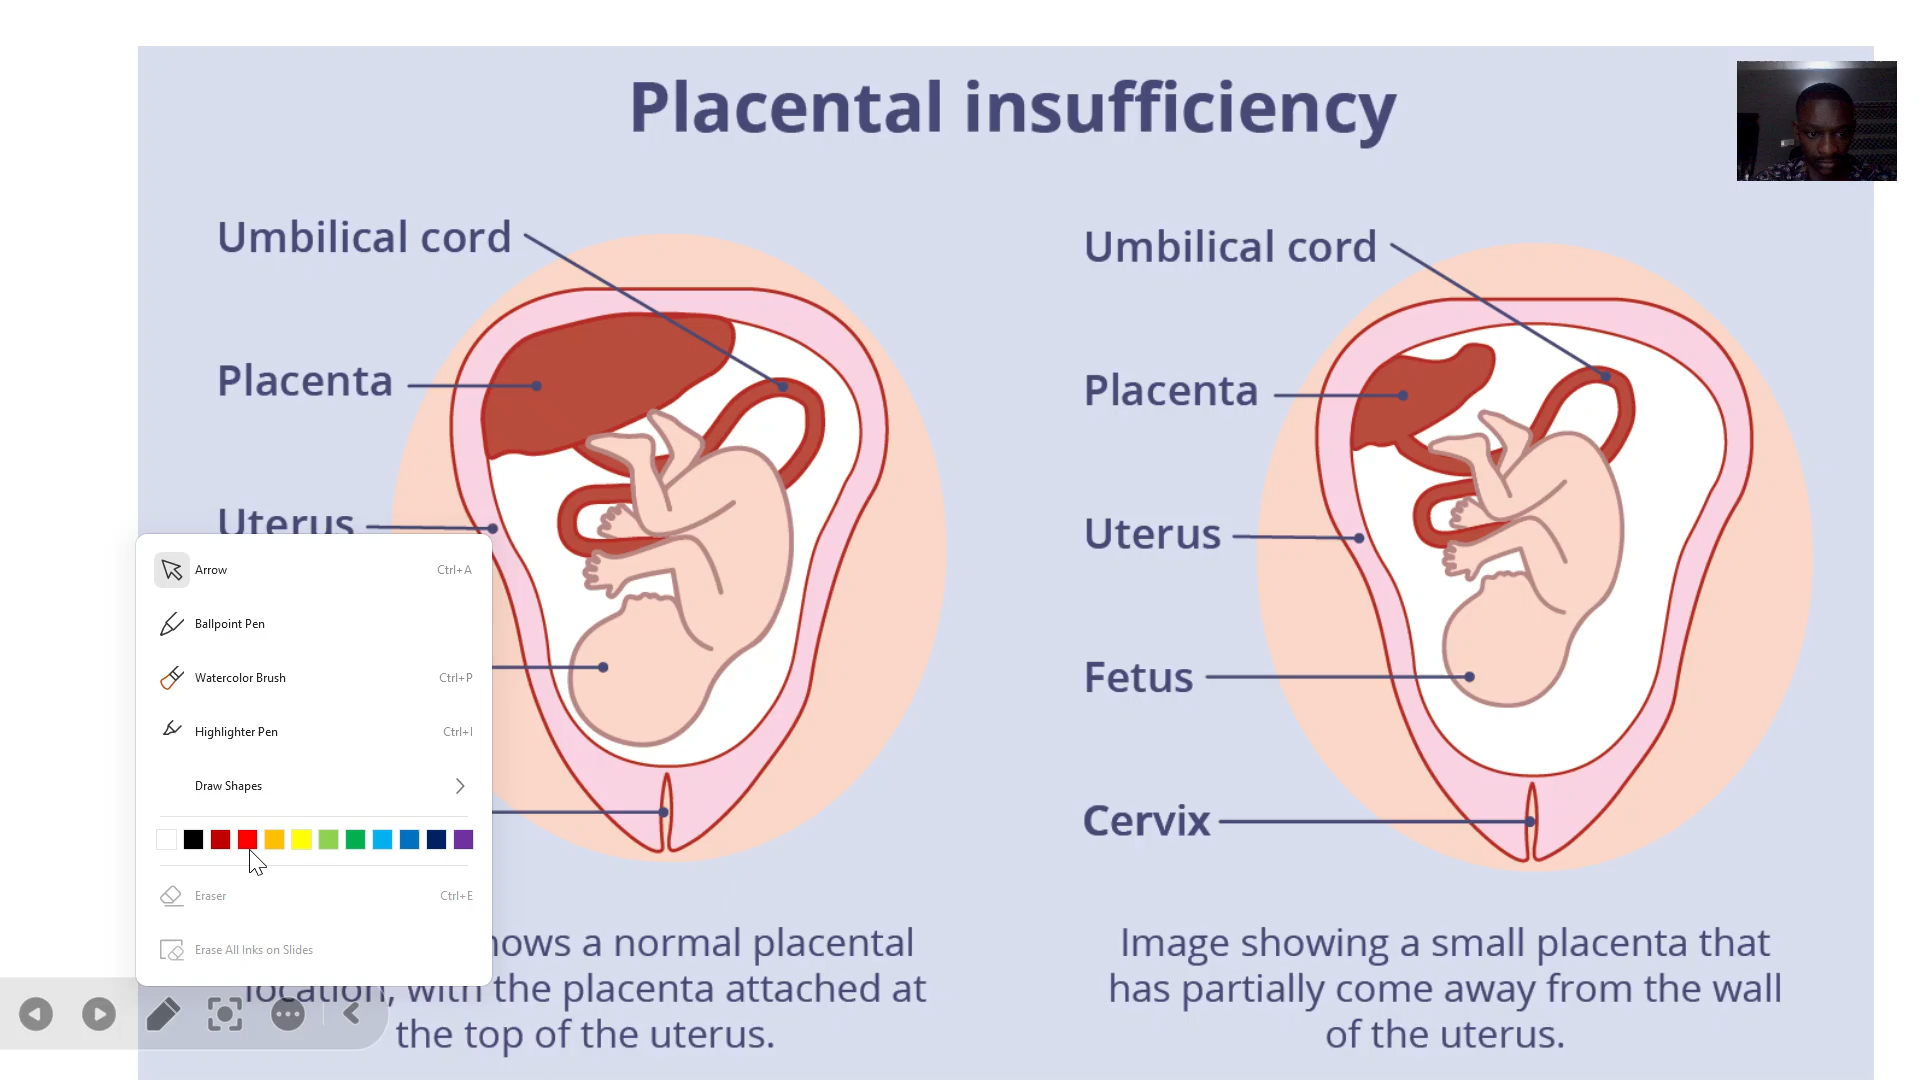 Placental insufficiency
Umbilical cord
Placenta
Uterus
Umbilical cord
Placenta
Uterus
Fetus
Cervix
Arrow Ctrl+A
Ballpoint Pen
Watercolor Brush Ctrl+P
Highlighter Pen Ctrl+I
Draw Shapes
Eraser Ctrl+E
Erase All Inks on Slides
a normal placental
location, with the placenta attached at
the top of the uterus.
Image showing a small placenta that
has partially come away from the wall
of the uterus.